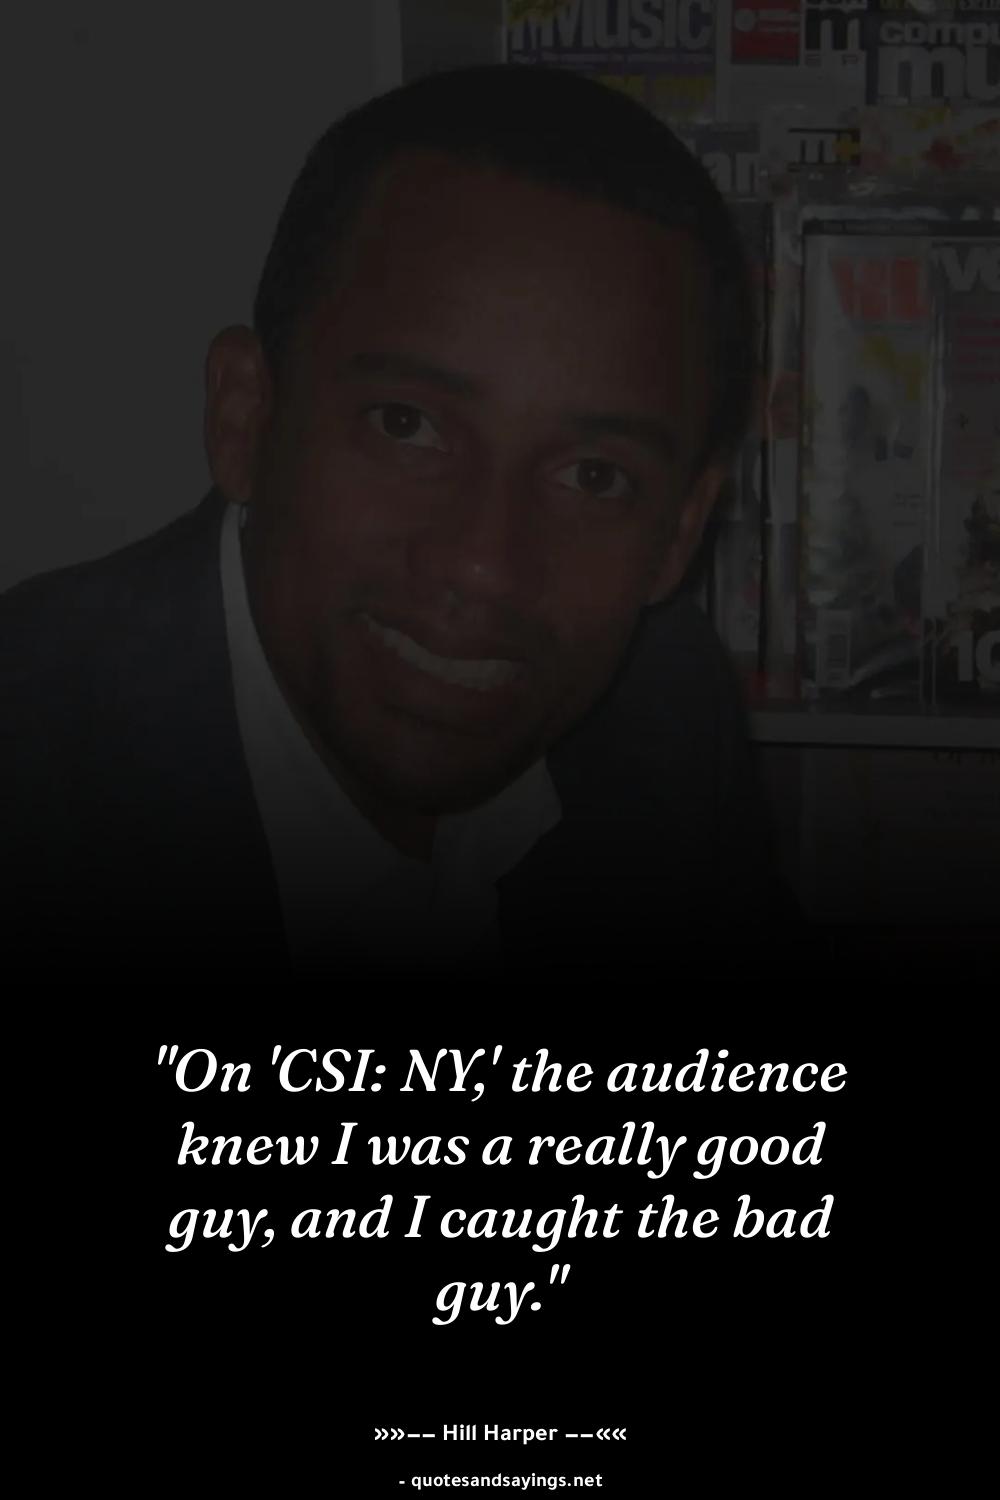 Music
"On 'CSI: NY,' the audience
knew I was a really good
guy, and I caught the bad
guy."
»»–– Hill Harper ––««
- quotesandsayings.net